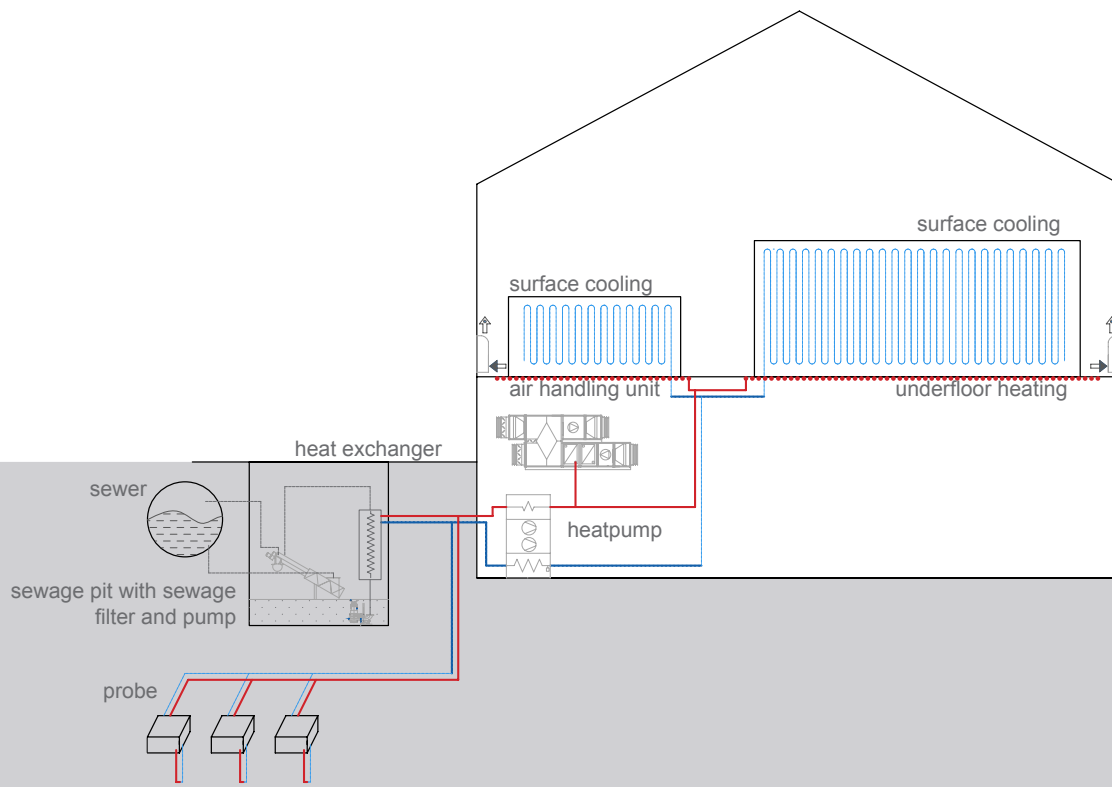 surface cooling
surface cooling
air handling unit
underfloor heating
heat exchanger
sewer
heatpump
sewage pit with sewage
filter and pump
probe